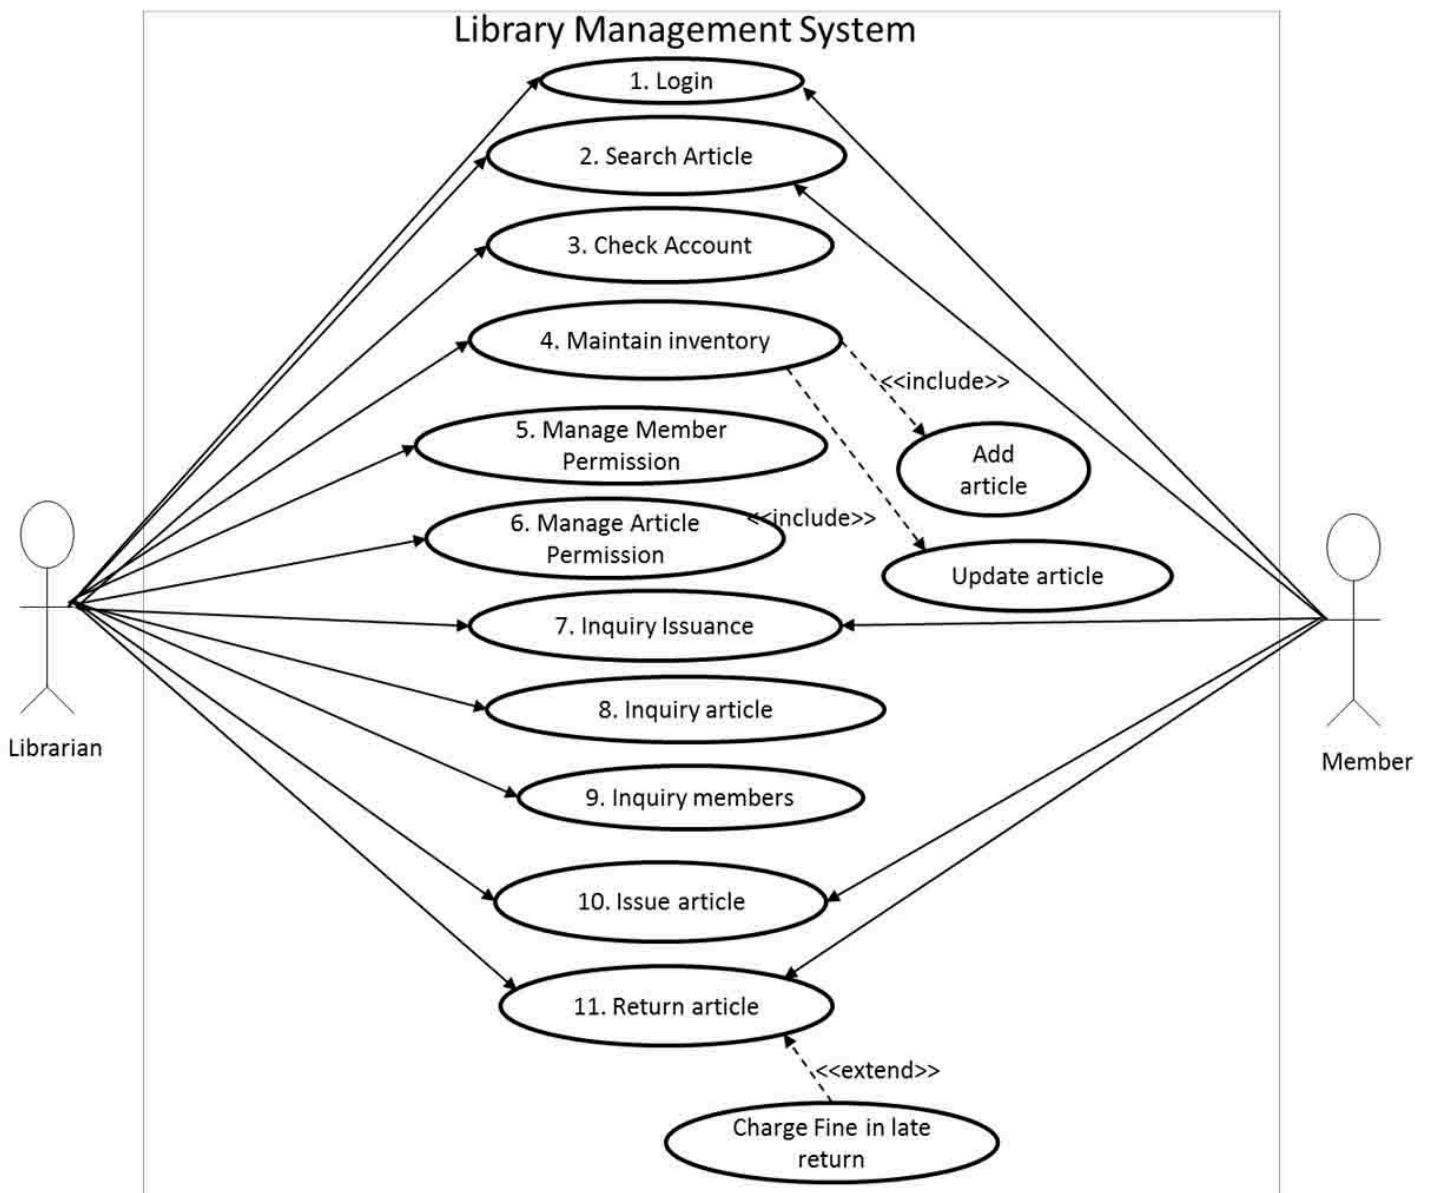 Library Management System
1. Login
2. Search Article
3. Check Account
4. Maintain inventory
<<include>>
5. Manage Member
Permission
Add
article
6. Manage Article
Permission
<<include>>
Update article
7. Inquiry Issuance
8. Inquiry article
Librarian
Member
9. Inquiry members
10. Issue article
11. Return article
<<extend>>
Charge Fine in late
return